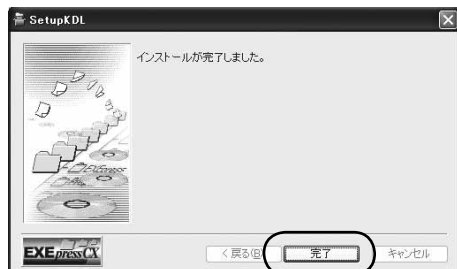 SetupKDL
インストールが完了しました。
EXEpressCX
< 戻る(B)
完了
キャンセル